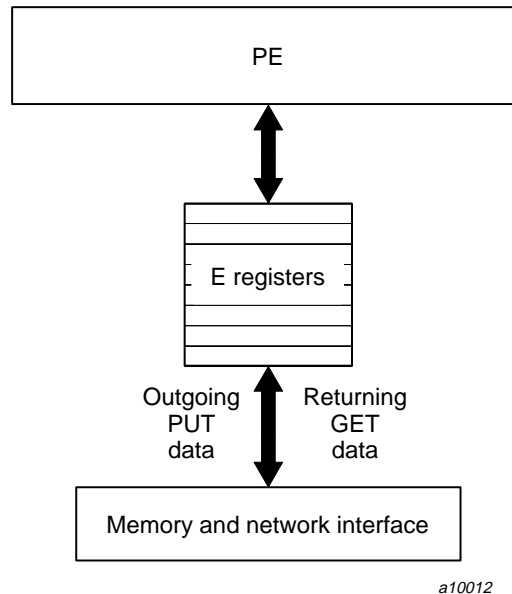 PE
E registers
Outgoing
PUT
data
Returning
GET
data
Memory and network interface
a10012